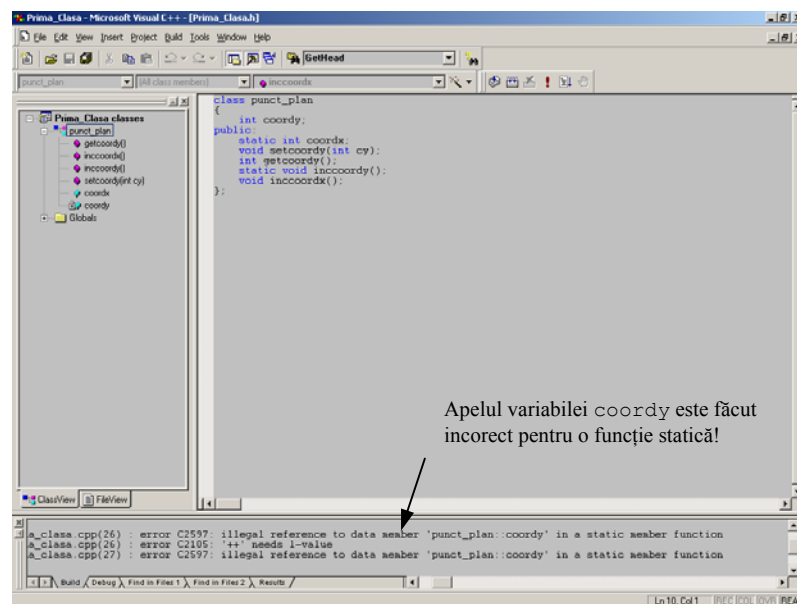 Prima_Clasa - Microsoft Visual C++ - [Prima_Clasa.h]
File Edit View Insert Project Build Tools Window Help
GetHead
punct_plan [All class members] inccoordx
Prima_Clasa classes
punct_plan
getcoordy()
inccoordx()
inccoordy()
setcoordy(int cy)
coordx
coordy
Globals
class punct_plan
{
int coordy;
public:
static int coordx;
void setcoordy(int cy);
int getcoordy();
static void inccoordy();
void inccoordx();
};
Apelul variabilei coordy este făcut
incorect pentru o funcție statică!
ClassView FileView
a_clasa.cpp(26) : error C2597: illegal reference to data member 'punct_plan::coordy' in a static member function
a_clasa.cpp(26) : error C2105: '++' needs l-value
a_clasa.cpp(27) : error C2597: illegal reference to data member 'punct_plan::coordy' in a static member function
Build Debug Find in Files 1 Find in Files 2 Results
Ln 10, Col 1 REC COL OVR REA